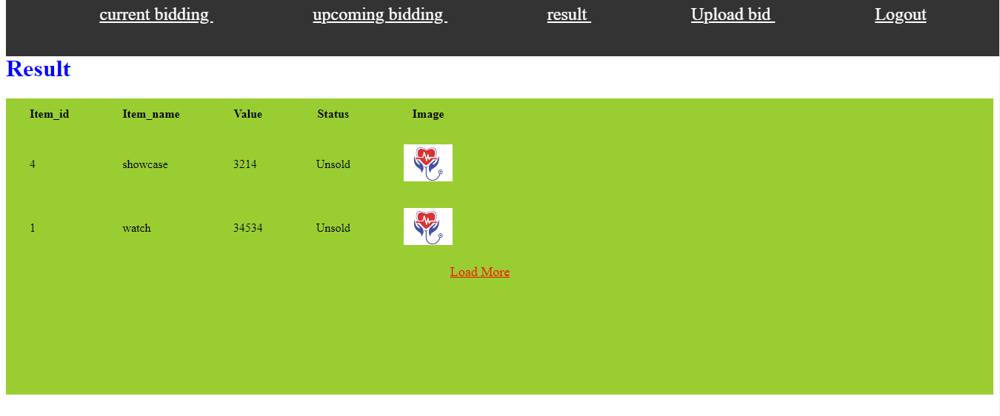 current bidding upcoming bidding result Upload bid Logout
Result
Item_id Item_name Value Status Image
4 showcase 3214 Unsold
1 watch 34534 Unsold
Load More